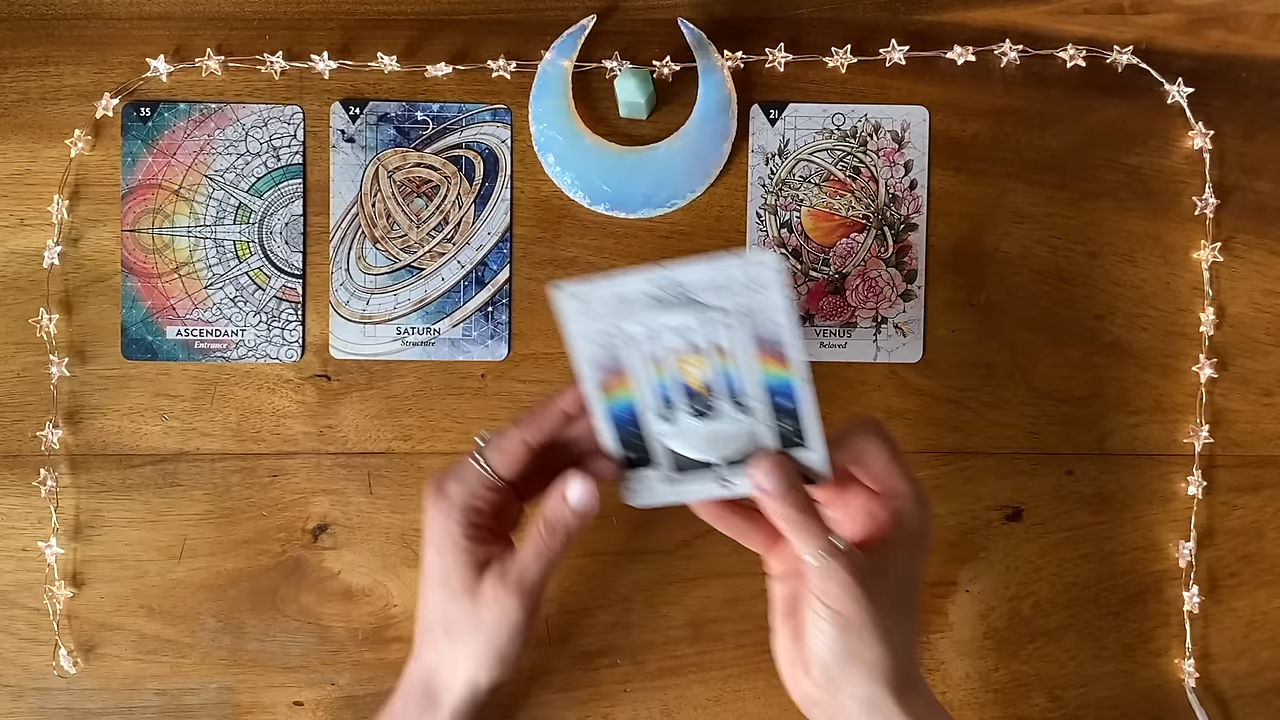 35
ASCENDANT
Entrance
24
SATURN
Structure
21
VENUS
Beloved